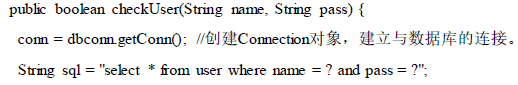 public boolean checkUser(String name, String pass) {
conn = dbconn.getConn(); //创建Connection对象，建立与数据库的连接。
String sql = "select * from user where name = ? and pass = ?";